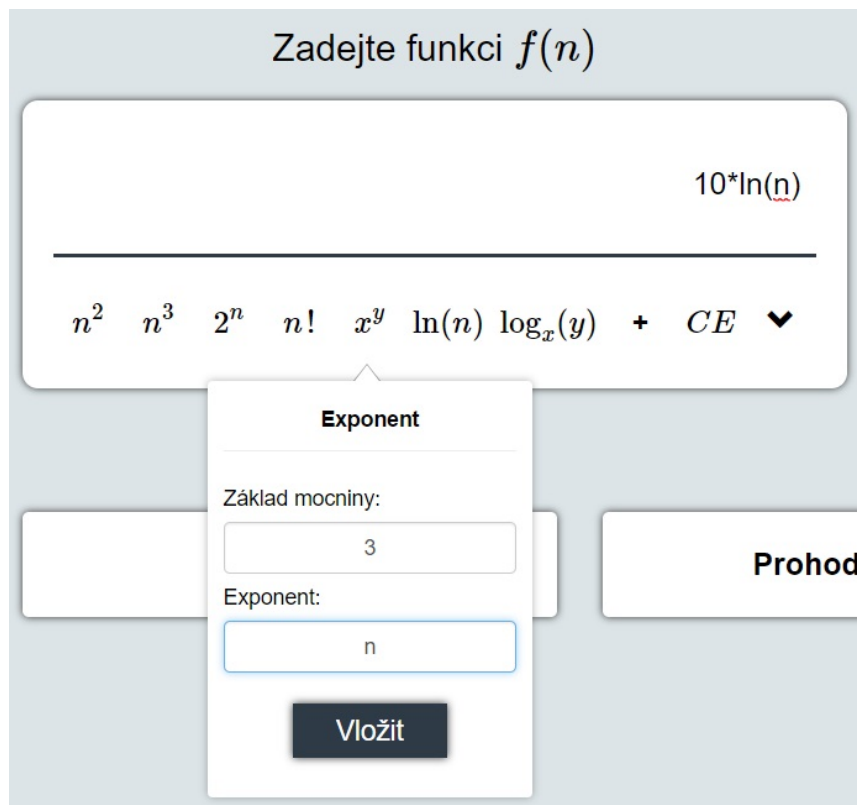 Zadejte funkci f(n)
10*ln(n)
n² n³ 2ⁿ n! xʸ ln(n) logₓ(y) + CE
Exponent
Základ mocniny:
3
Exponent:
n
Vložit
Prohod